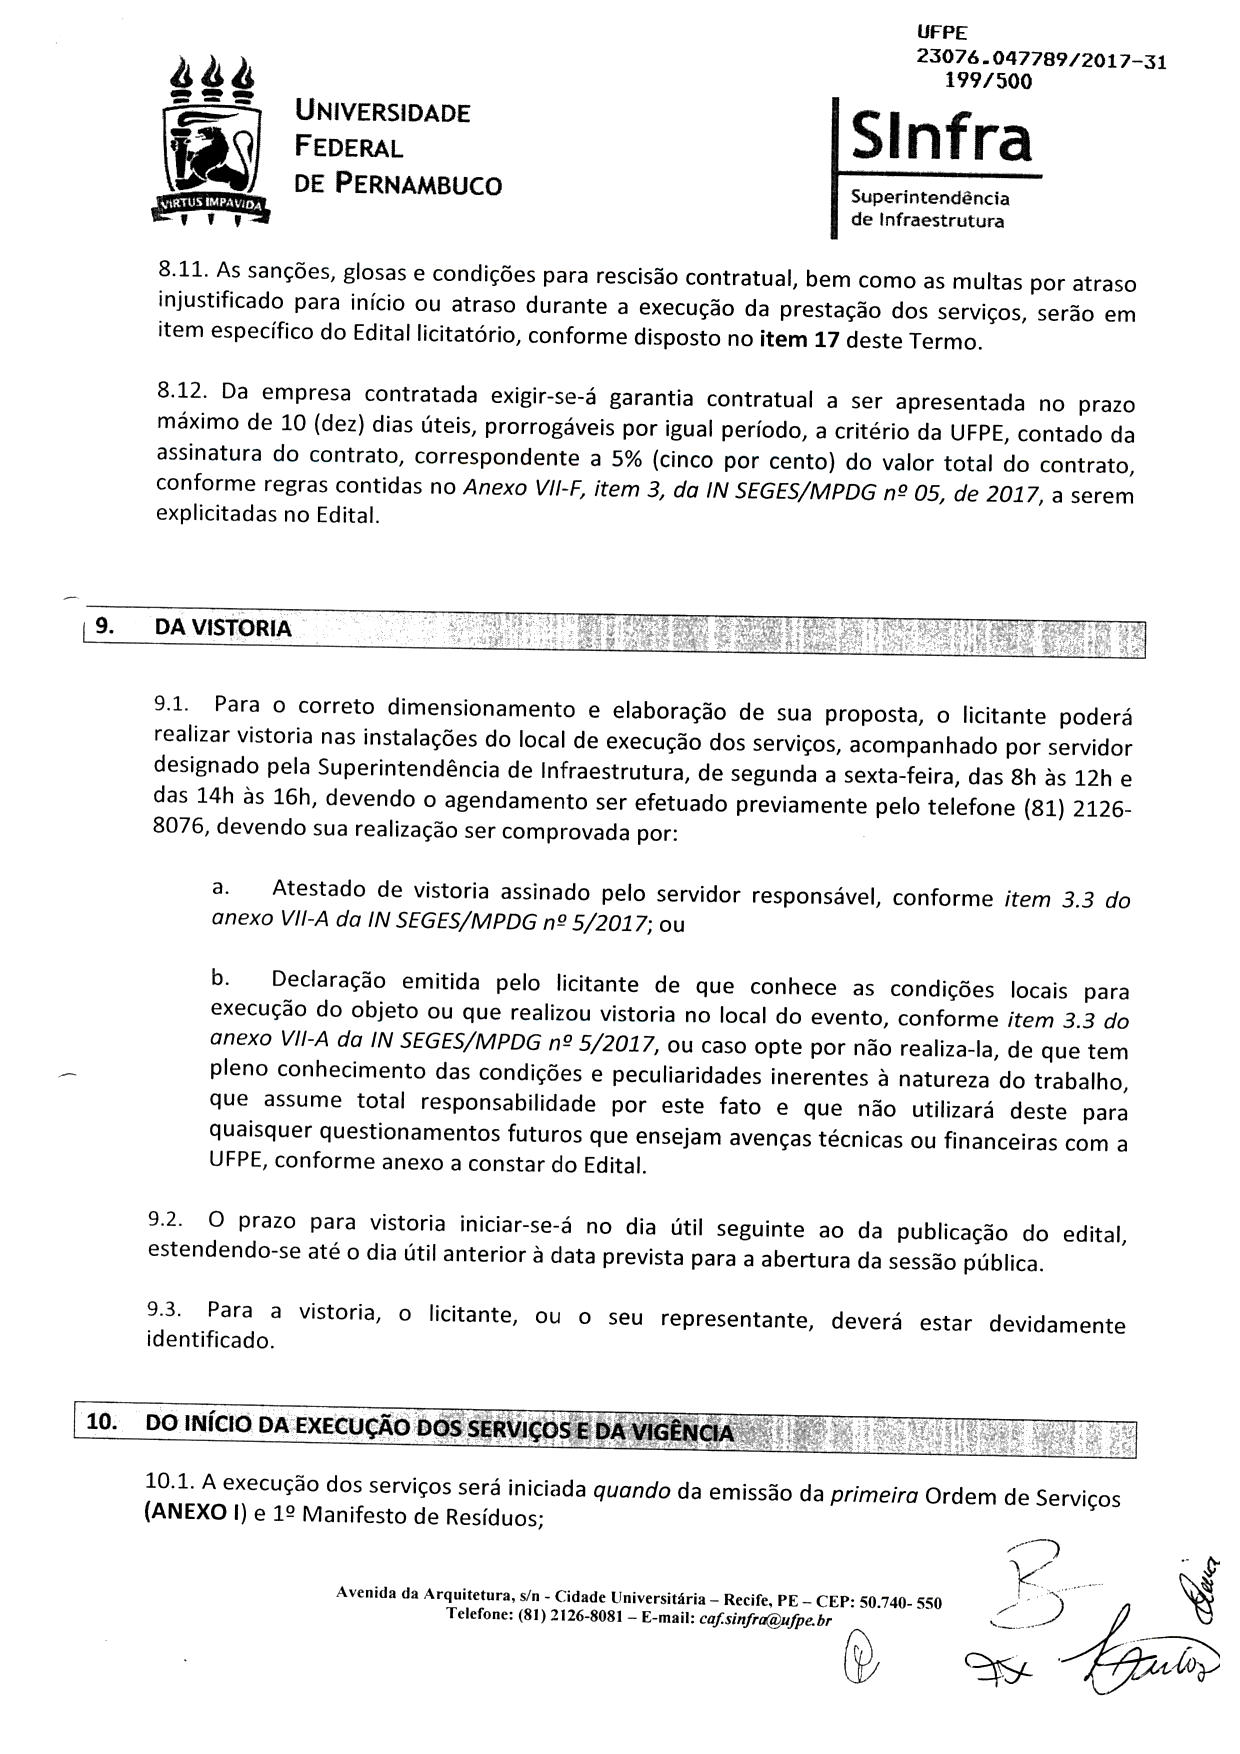 UFPE
23076.047789/2017-31
199/500
UNIVERSIDADE
FEDERAL
DE PERNAMBUCO
VIRTUS IMPAVIDA
SInfra
Superintendência
de Infraestrutura
8.11. As sanções, glosas e condições para rescisão contratual, bem como as multas por atraso
injustificado para início ou atraso durante a execução da prestação dos serviços, serão em
item específico do Edital licitatório, conforme disposto no item 17 deste Termo.
8.12. Da empresa contratada exigir-se-á garantia contratual a ser apresentada no prazo
máximo de 10 (dez) dias úteis, prorrogáveis por igual período, a critério da UFPE, contado da
assinatura do contrato, correspondente a 5% (cinco por cento) do valor total do contrato,
conforme regras contidas no Anexo VII-F, item 3, da IN SEGES/MPDG nº 05, de 2017, a serem
explicitadas no Edital.
9. DA VISTORIA
9.1. Para o correto dimensionamento e elaboração de sua proposta, o licitante poderá
realizar vistoria nas instalações do local de execução dos serviços, acompanhado por servidor
designado pela Superintendência de Infraestrutura, de segunda a sexta-feira, das 8h às 12h e
das 14h às 16h, devendo o agendamento ser efetuado previamente pelo telefone (81) 2126-
8076, devendo sua realização ser comprovada por:
a. Atestado de vistoria assinado pelo servidor responsável, conforme item 3.3 do
anexo VII-A da IN SEGES/MPDG nº 5/2017; ou
b. Declaração emitida pelo licitante de que conhece as condições locais para
execução do objeto ou que realizou vistoria no local do evento, conforme item 3.3 do
anexo VII-A da IN SEGES/MPDG nº 5/2017, ou caso opte por não realiza-la, de que tem
pleno conhecimento das condições e peculiaridades inerentes à natureza do trabalho,
que assume total responsabilidade por este fato e que não utilizará deste para
quaisquer questionamentos futuros que ensejam avenças técnicas ou financeiras com a
UFPE, conforme anexo a constar do Edital.
9.2. O prazo para vistoria iniciar-se-á no dia útil seguinte ao da publicação do edital,
estendendo-se até o dia útil anterior à data prevista para a abertura da sessão pública.
9.3. Para a vistoria, o licitante, ou o seu representante, deverá estar devidamente
identificado.
10. DO INÍCIO DA EXECUÇÃO DOS SERVIÇOS E DA VIGÊNCIA
10.1. A execução dos serviços será iniciada quando da emissão da primeira Ordem de Serviços
(ANEXO I) e 1º Manifesto de Resíduos;
Avenida da Arquitetura, s/n - Cidade Universitária – Recife, PE – CEP: 50.740- 550
Telefone: (81) 2126-8081 – E-mail: caf.sinfra@ufpe.br